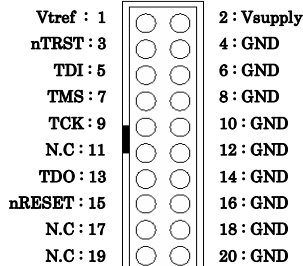 Vtref : 1 2 : Vsupply
nTRST : 3 4 : GND
TDI : 5 6 : GND
TMS : 7 8 : GND
TCK : 9 10 : GND
N.C : 11 12 : GND
TDO : 13 14 : GND
nRESET : 15 16 : GND
N.C : 17 18 : GND
N.C : 19 20 : GND